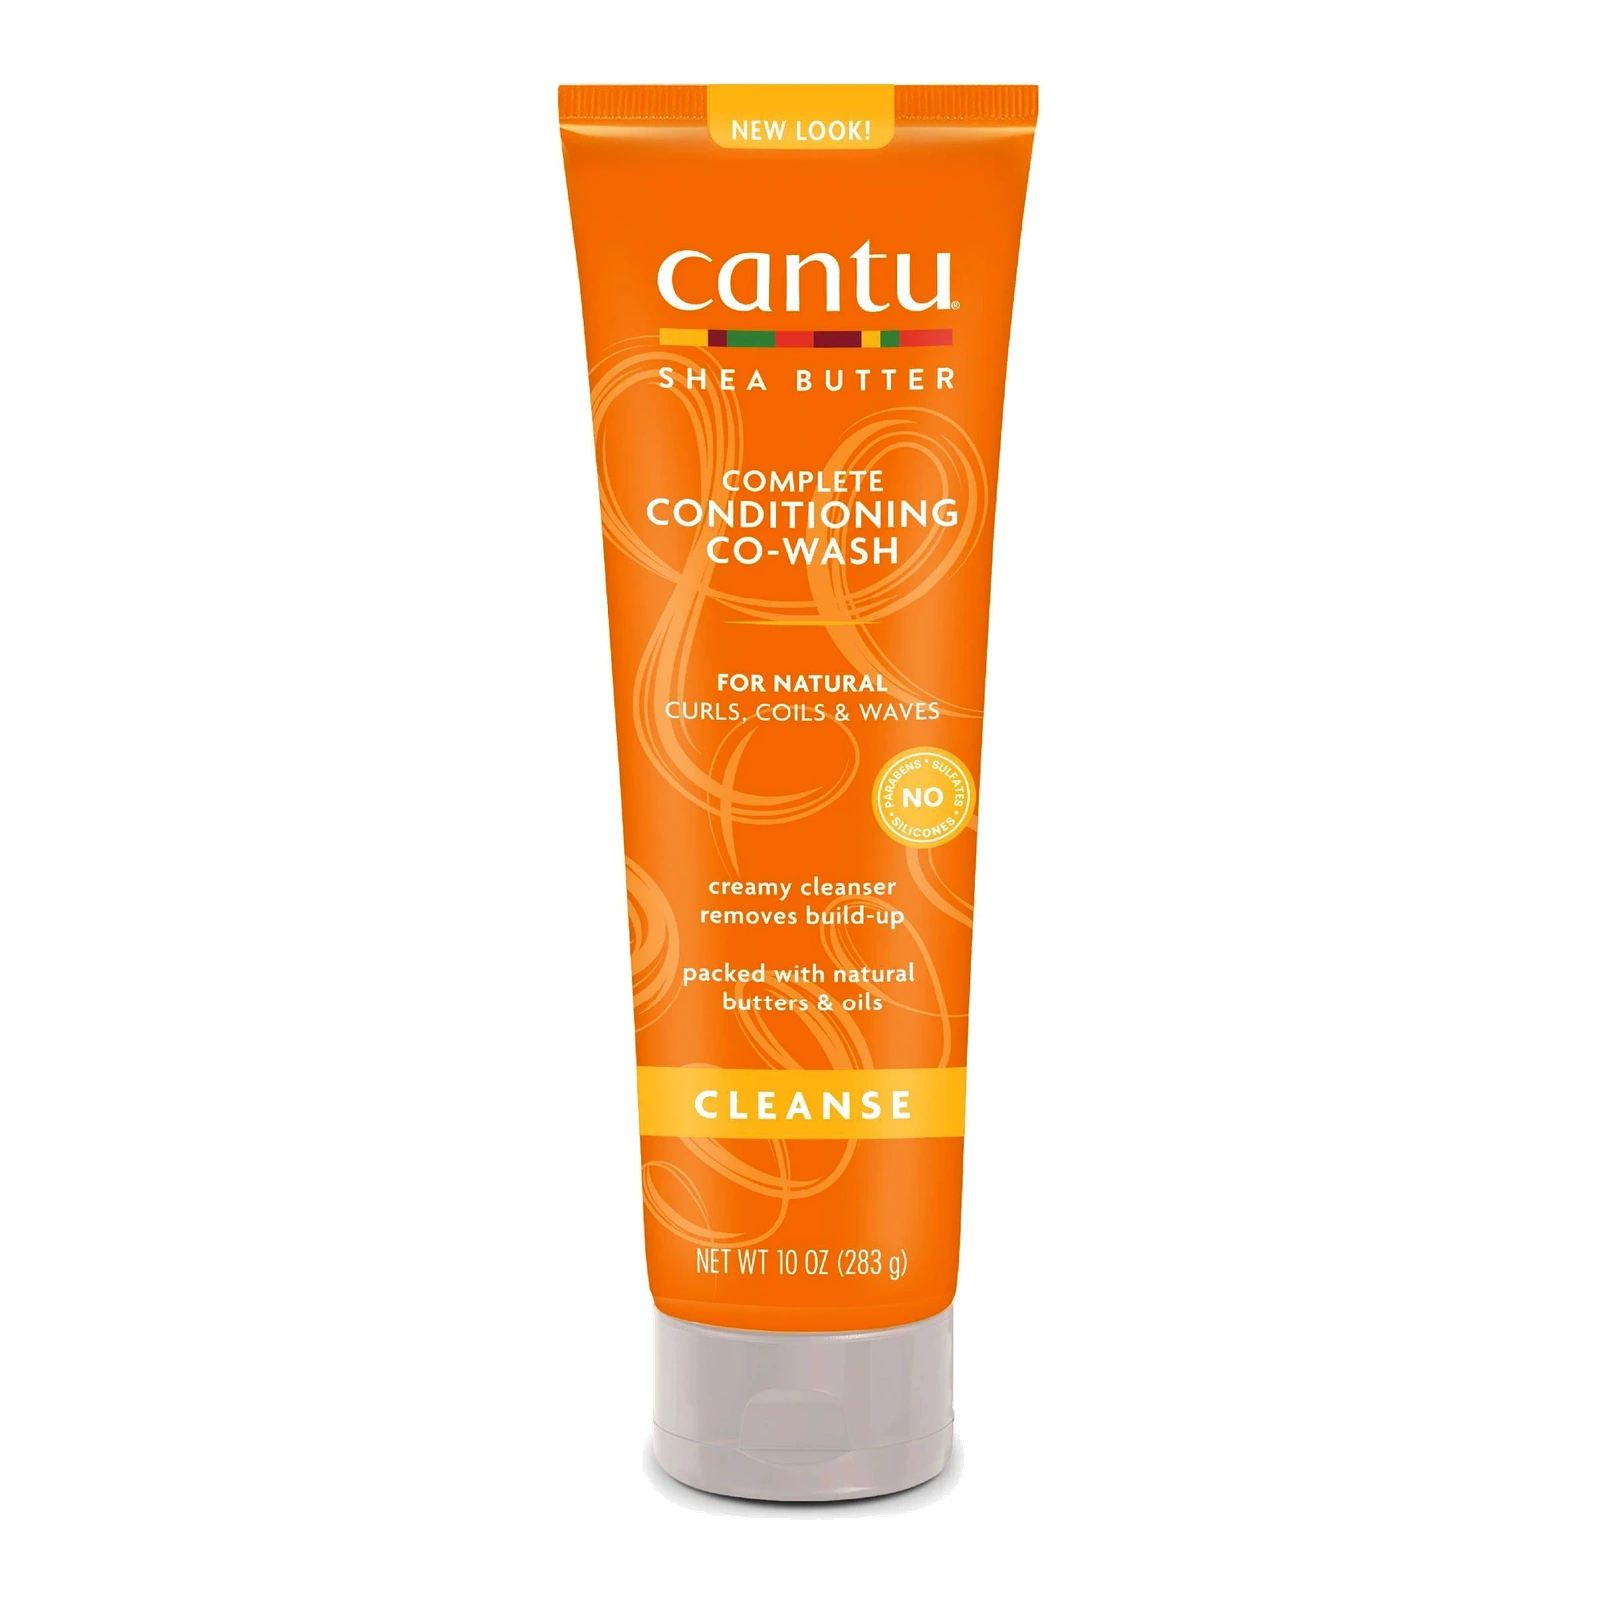 NEW LOOK!
cantu®
SHEA BUTTER
COMPLETE
CONDITIONING
CO-WASH
FOR NATURAL
CURLS, COILS & WAVES
PARABENS • SULFATES • SILICONES •
NO
creamy cleanser
removes build-up
packed with natural
butters & oils
CLEANSE
NET WT 10 OZ (283 g)